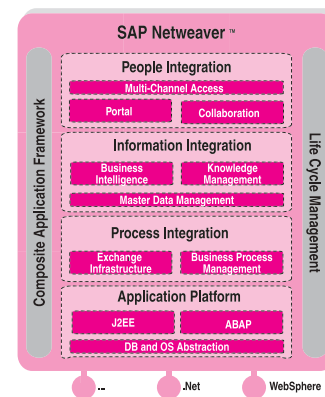 SAP Netweaver ™
People Integration
Multi-Channel Access
Portal
Collaboration
Information Integration
Business
Intelligence
Knowledge
Management
Master Data Management
Process Integration
Exchange
Infrastructure
Business Process
Management
Application Platform
J2EE
ABAP
DB and OS Abstraction
Composite Application Framework
Life Cycle Management
...
.Net
WebSphere